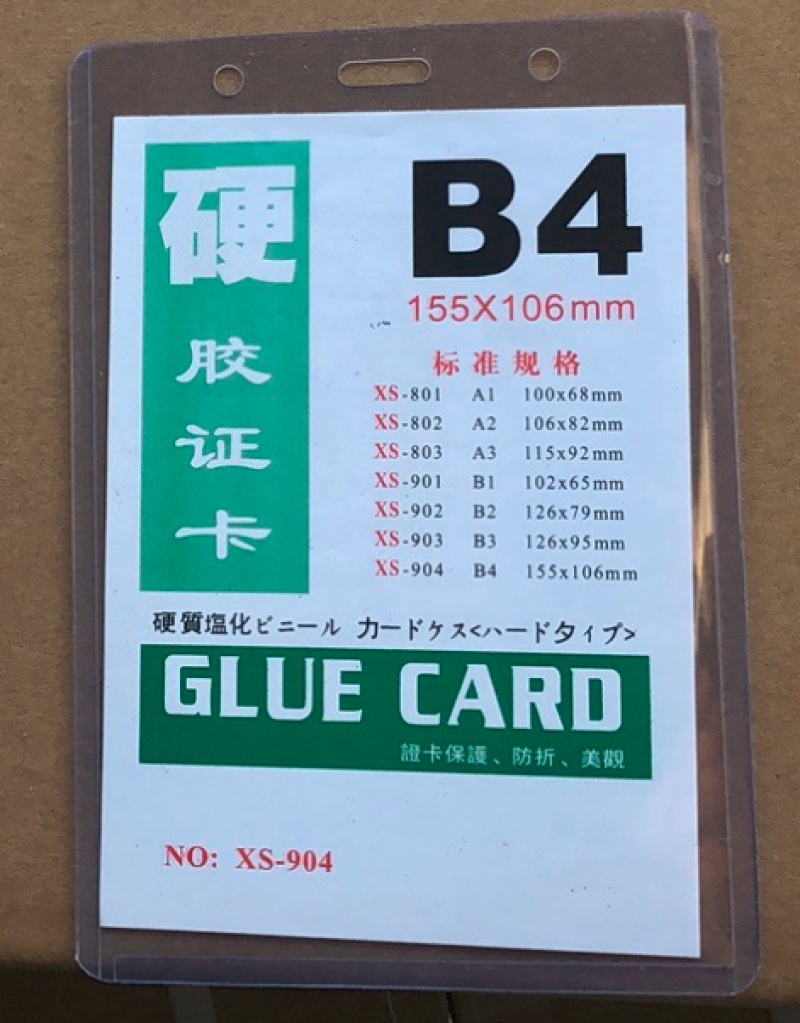 硬胶证卡
B4
155X106mm
标准规格
XS-801 A1 100x68mm
XS-802 A2 106x82mm
XS-803 A3 115x92mm
XS-901 B1 102x65mm
XS-902 B2 126x79mm
XS-903 B3 126x95mm
XS-904 B4 155x106mm
硬質塩化ビニール カードケス<ハードタイプ>
GLUE CARD
證卡保護、防折、美觀
NO: XS-904